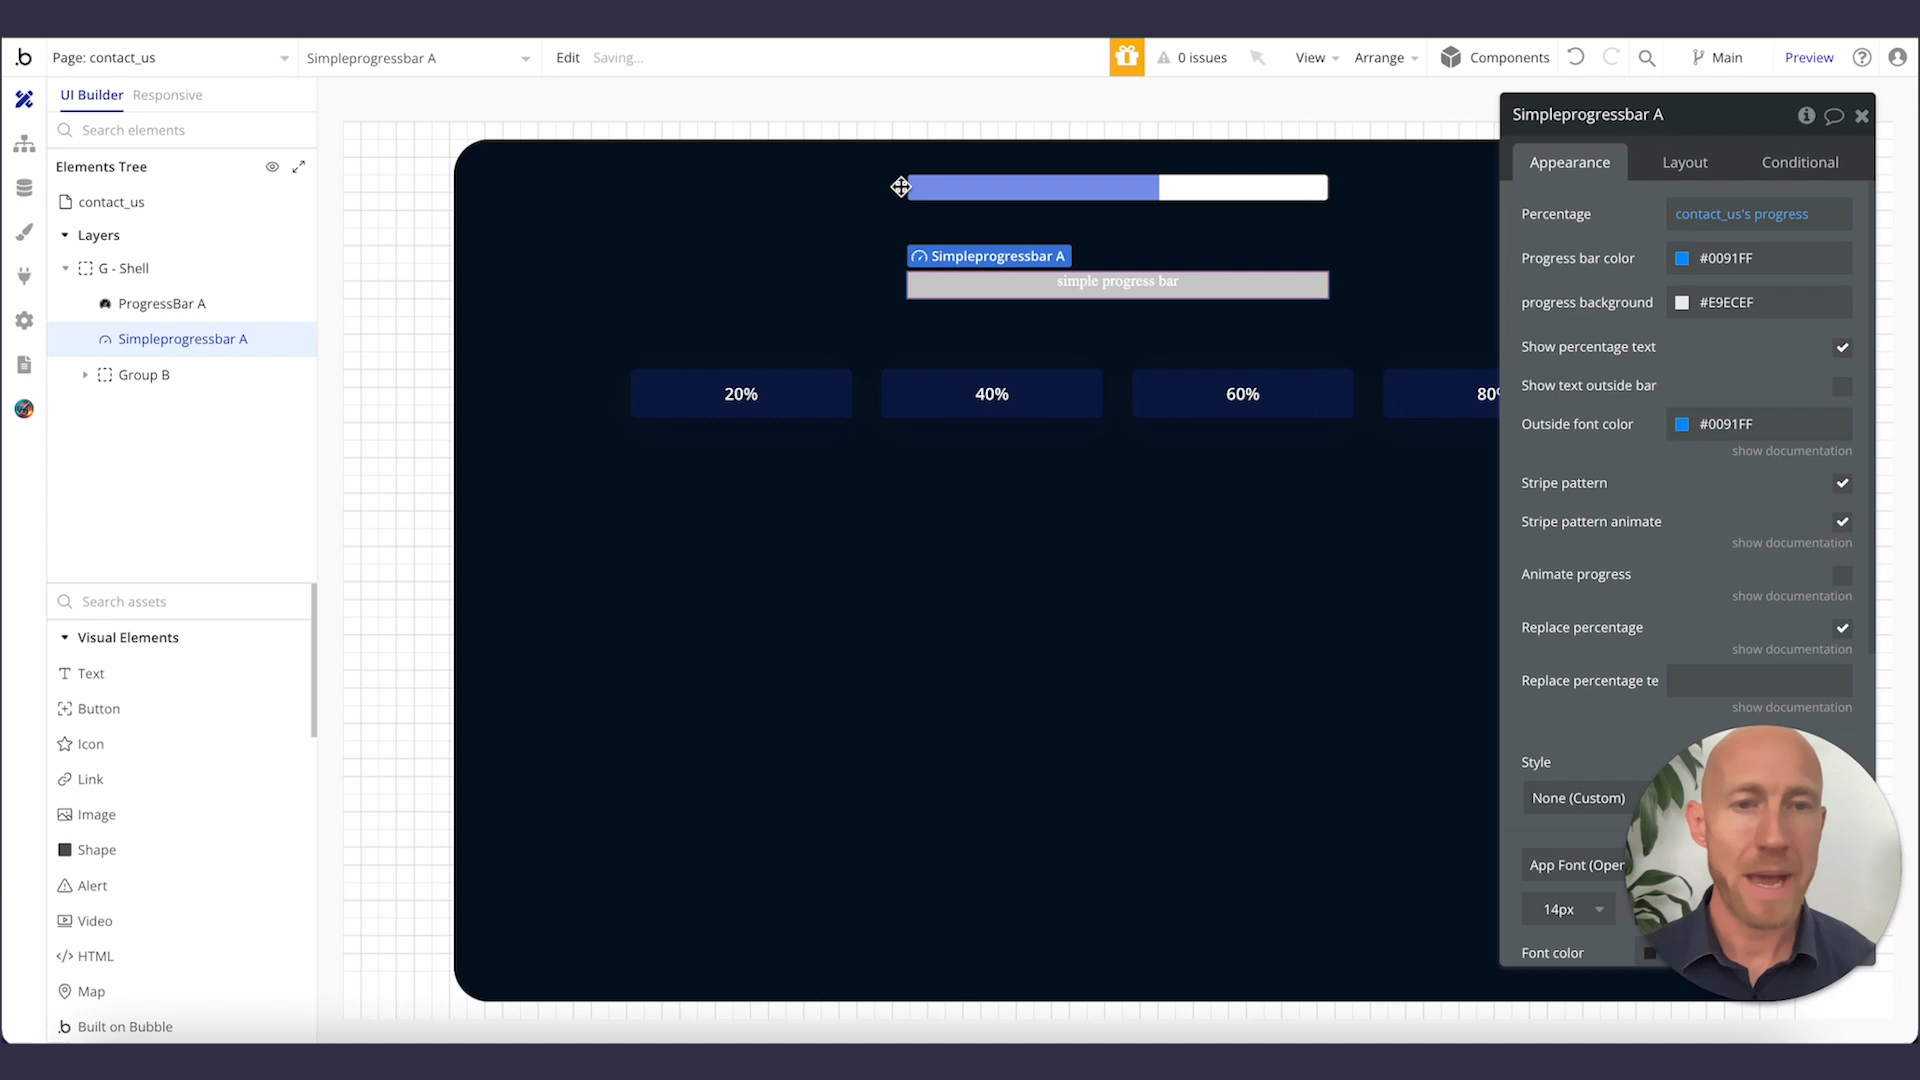 .b
Page: contact_us
Simpleprogressbar A
Edit
Saving...
0 issues
View
Arrange
Components
Main
Preview
UI Builder
Responsive
Search elements
Elements Tree
contact_us
Layers
G - Shell
ProgressBar A
Simpleprogressbar A
Group B
Search assets
Visual Elements
Text
Button
Icon
Link
Image
Shape
Alert
Video
</> HTML
Map
.b Built on Bubble
Simpleprogressbar A
simple progress bar
20%
40%
60%
80%
Simpleprogressbar A
Appearance
Layout
Conditional
Percentage
contact_us's progress
Progress bar color
#0091FF
progress background
#E9ECEF
Show percentage text
Show text outside bar
Outside font color
#0091FF
show documentation
Stripe pattern
Stripe pattern animate
show documentation
Animate progress
show documentation
Replace percentage
show documentation
Replace percentage te
show documentation
Style
None (Custom)
App Font (Oper
14px
Font color